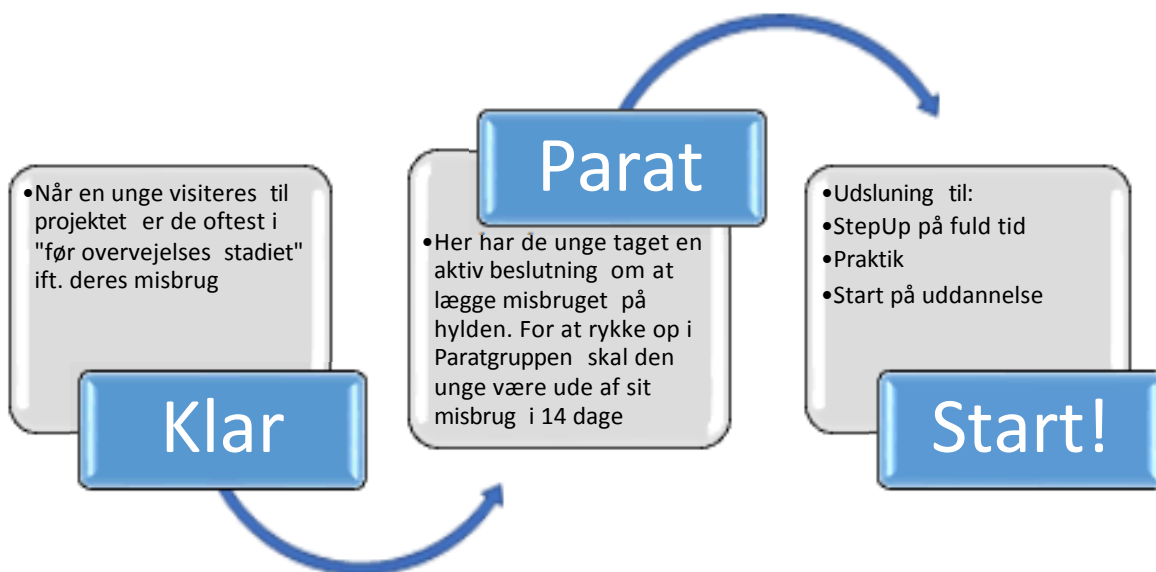 •Når en unge visiteres til
projektet er de oftest i
"før overvejelses stadiet"
ift. deres misbrug
Klar
Parat
•Her har de unge taget en
aktiv beslutning om at
lægge misbruget på
hylden. For at rykke op i
Paratgruppen skal den
unge være ude af sit
misbrug i 14 dage
•Udslusning til:
•StepUp på fuld tid
•Praktik
•Start på uddannelse
Start!